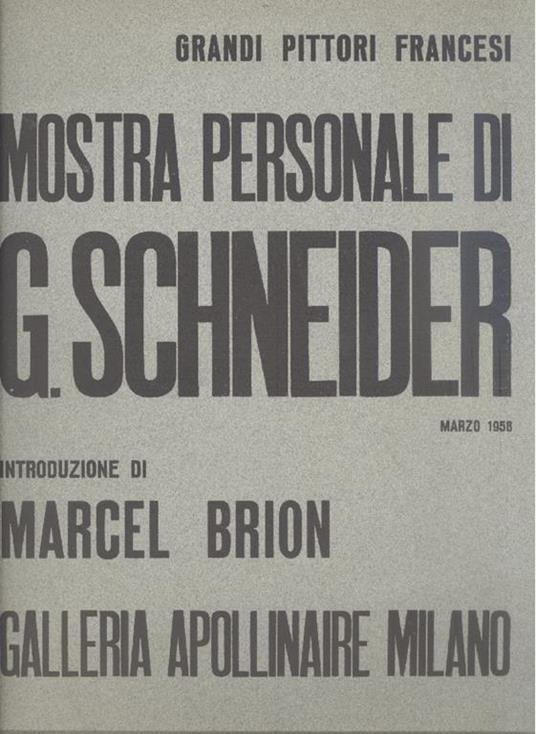 GRANDI PITTORI FRANCESI
MOSTRA PERSONALE DI
G. SCHNEIDER
MARZO 1958
INTRODUZIONE DI
MARCEL BRION
GALLERIA APOLLINAIRE MILANO